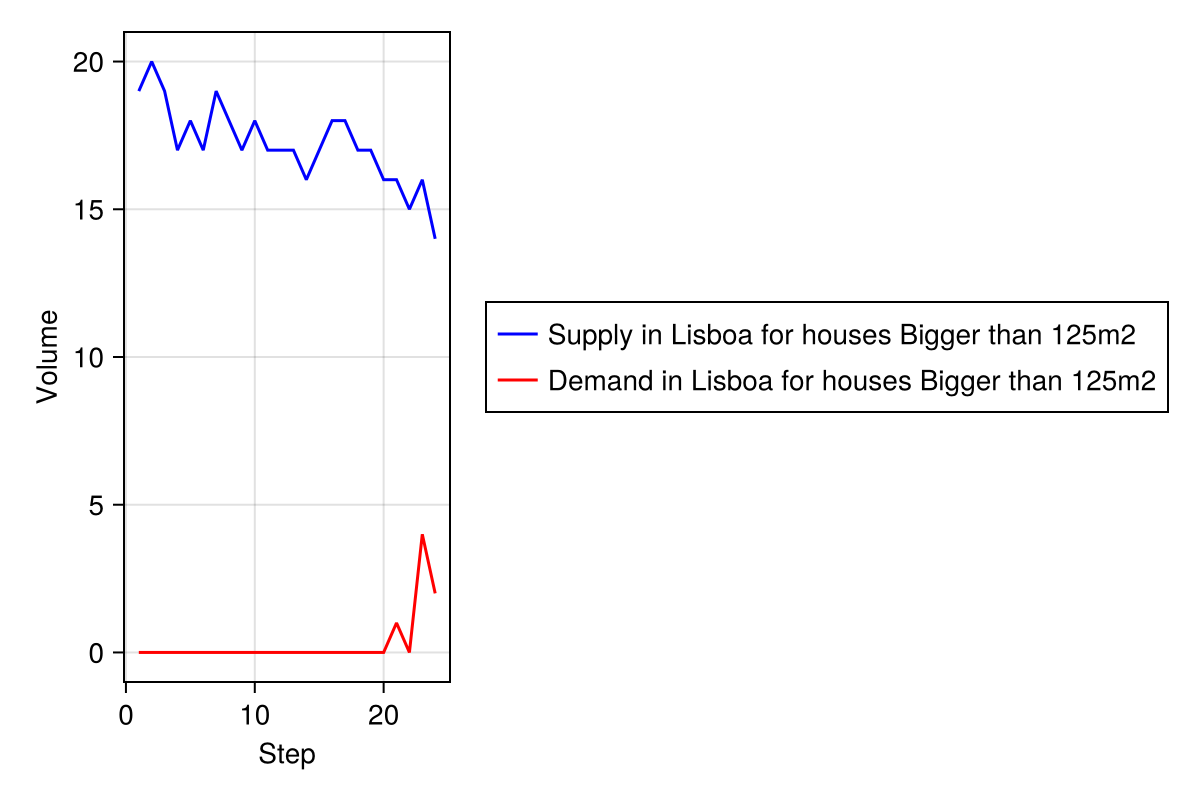 20
15
10
5
0
Volume
0 10 20
Step
Supply in Lisboa for houses Bigger than 125m2
Demand in Lisboa for houses Bigger than 125m2